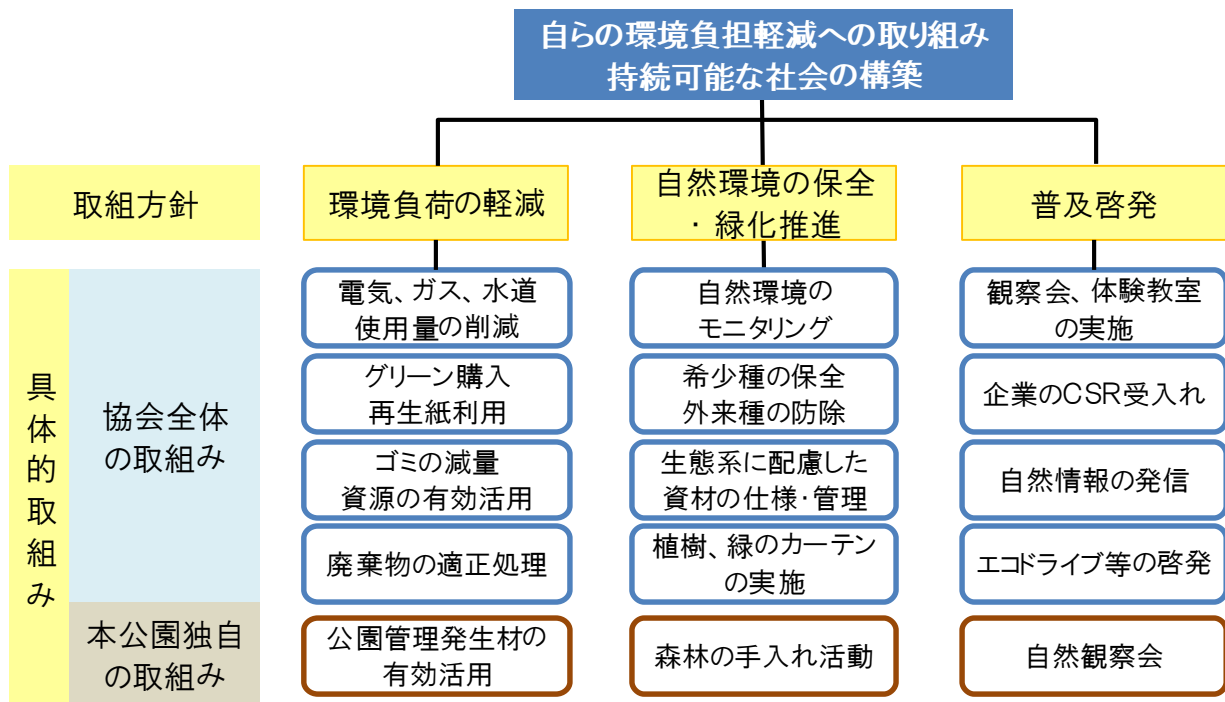 自らの環境負担軽減への取り組み
持続可能な社会の構築
取組方針
環境負荷の軽減
自然環境の保全
・緑化推進
普及啓発
具体的取組み
協会全体
の取組み
電気、ガス、水道
使用量の削減
グリーン購入
再生紙利用
ゴミの減量
資源の有効活用
廃棄物の適正処理
自然環境の
モニタリング
希少種の保全
外来種の防除
生態系に配慮した
資材の仕様・管理
植樹、緑のカーテン
の実施
観察会、体験教室
の実施
企業のCSR受入れ
自然情報の発信
エコドライブ等の啓発
本公園独自
の取組み
公園管理発生材の
有効活用
森林の手入れ活動
自然観察会